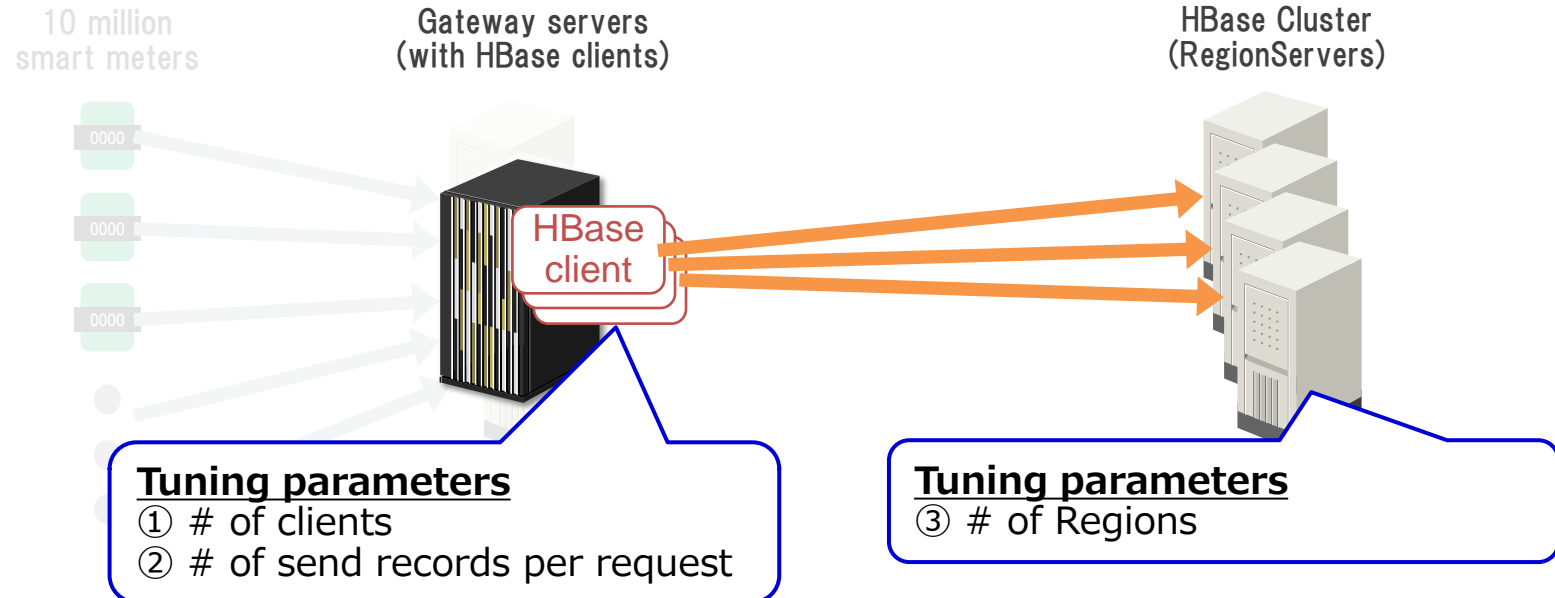 10 million
smart meters
Gateway servers
(with HBase clients)
HBase Cluster
(RegionServers)
0000
0000
0000
HBase
client
Tuning parameters
① # of clients
② # of send records per request
Tuning parameters
③ # of Regions